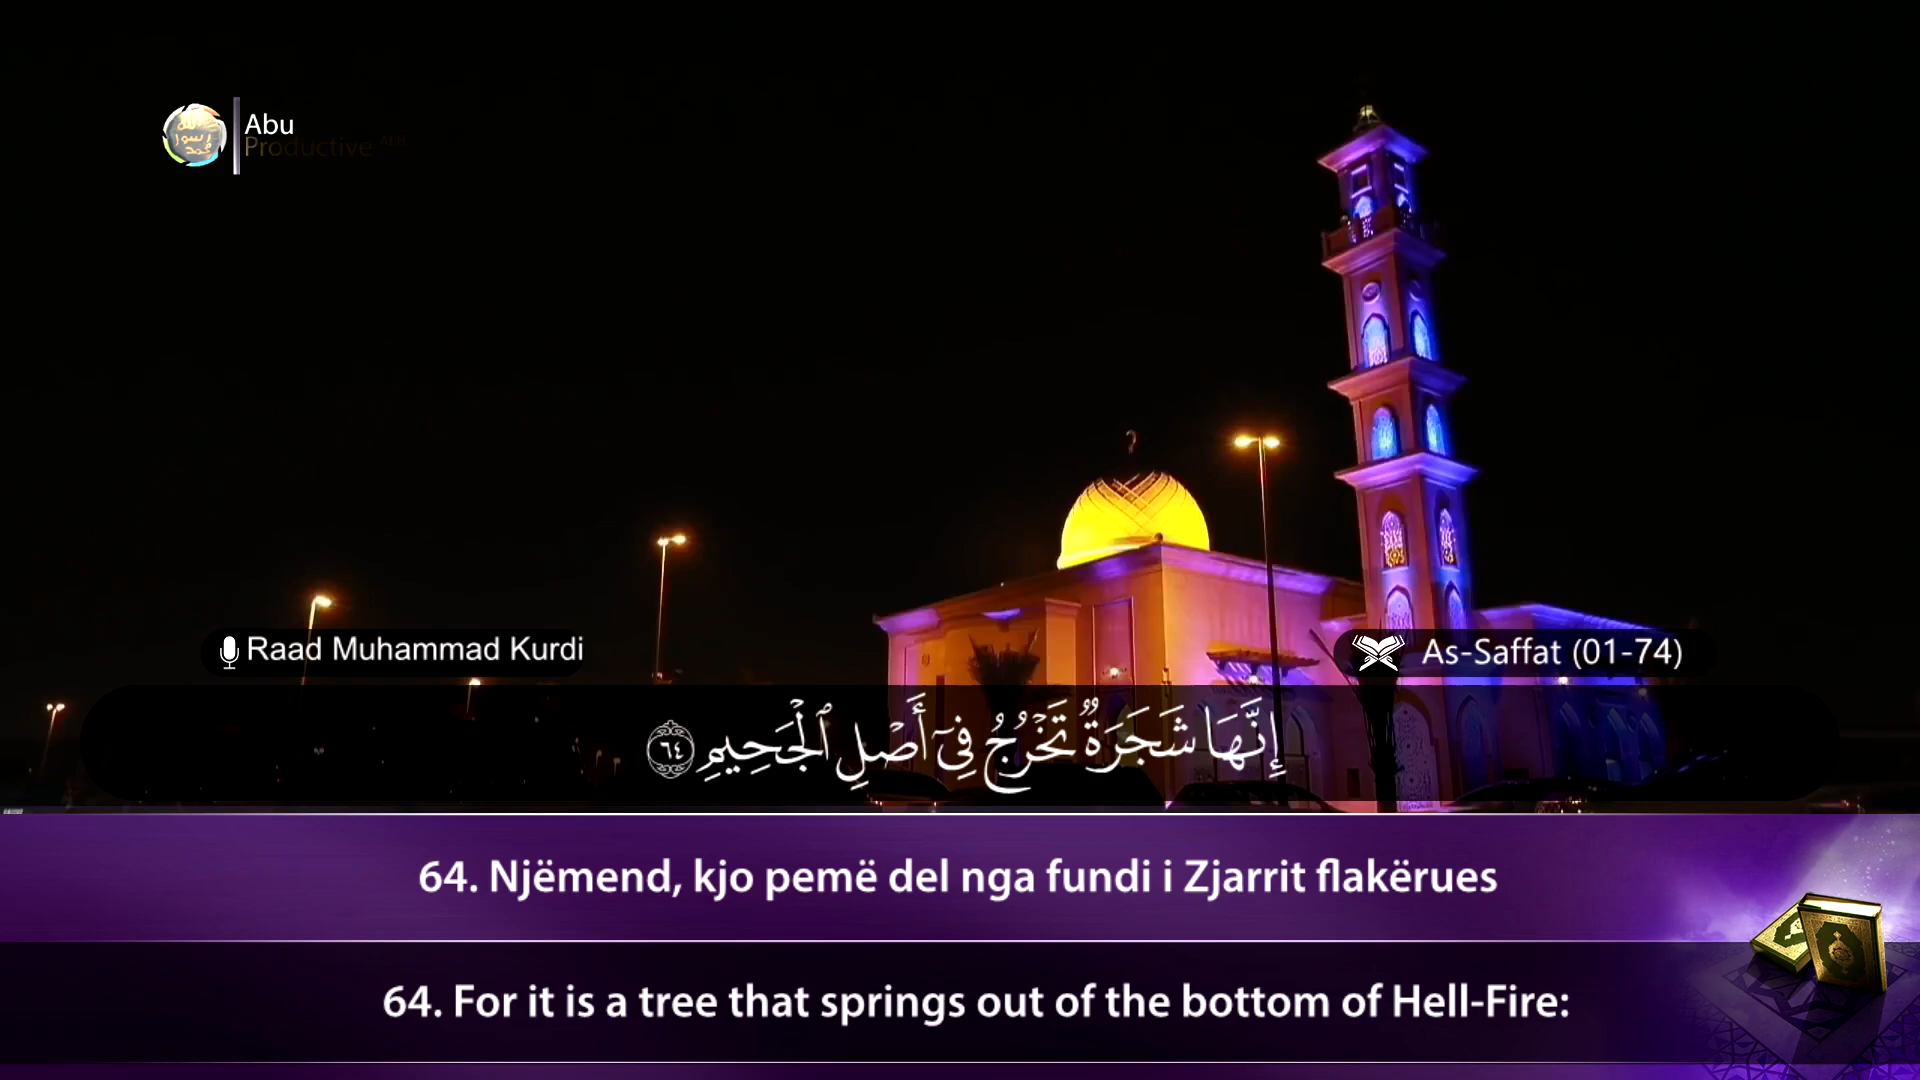 Abu
Productive
Raad Muhammad Kurdi
As-Saffat (01-74)
إِنَّهَا شَجَرَةٌ تَخْرُجُ فِىٓ أَصْلِ ٱلْجَحِيمِ ٦٤
64. Njëmend, kjo pemë del nga fundi i Zjarrit flakërues
64. For it is a tree that springs out of the bottom of Hell-Fire: